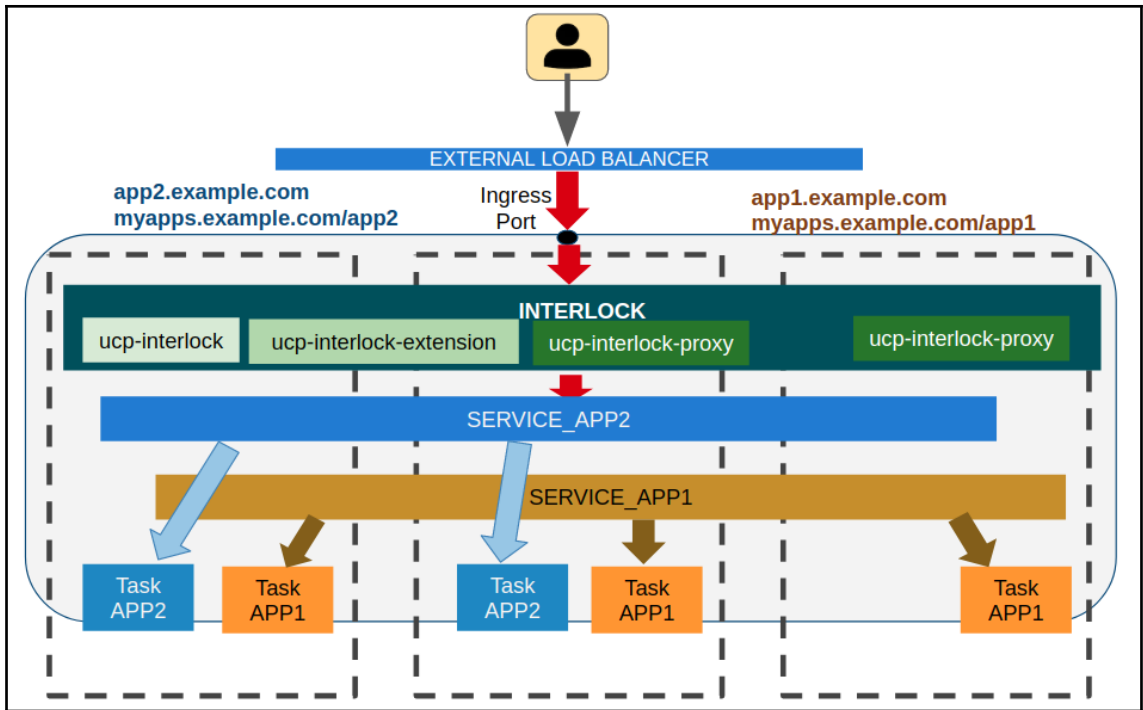 EXTERNAL LOAD BALANCER
app2.example.com
myapps.example.com/app2
Ingress
Port
app1.example.com
myapps.example.com/app1
INTERLOCK
ucp-interlock
ucp-interlock-extension
ucp-interlock-proxy
ucp-interlock-proxy
SERVICE_APP2
SERVICE_APP1
Task
APP2
Task
APP1
Task
APP2
Task
APP1
Task
APP1